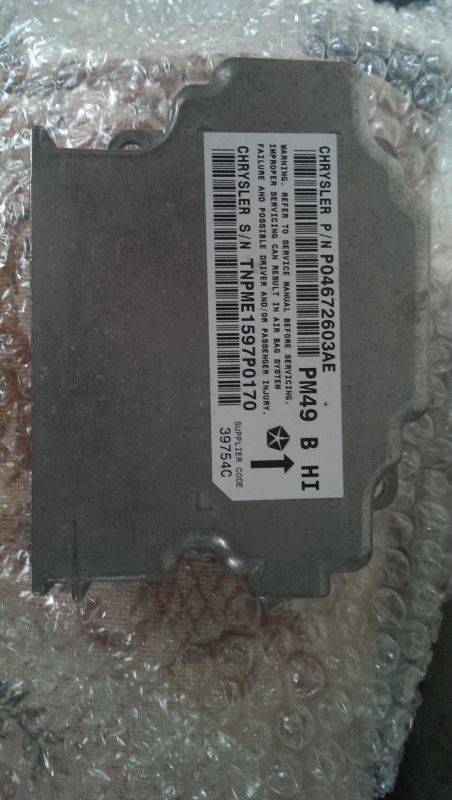 CHRYSLER P/N P04672603AE
PM49 B HI
WARNING. REFER TO SERVICE MANUAL BEFORE SERVICING.
IMPROPER SERVICING CAN RESULT IN AIR BAG SYSTEM
FAILURE AND POSSIBLE DRIVER AND/OR PASSENGER INJURY.
CHRYSLER S/N TNPME1597P0170
SUPPLIER CODE
39754C